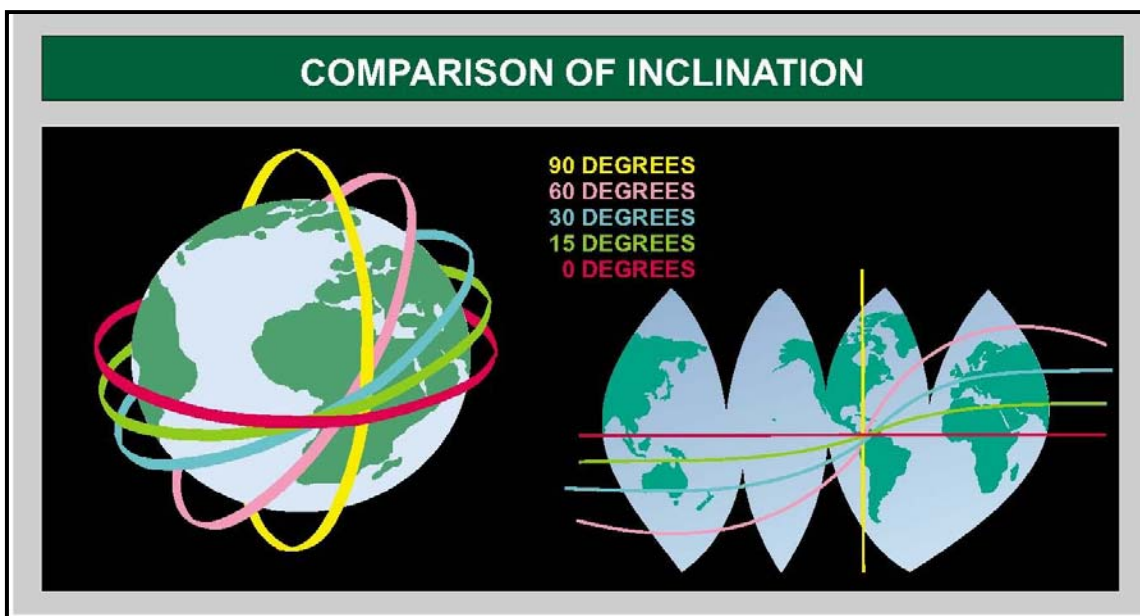 COMPARISON OF INCLINATION
90 DEGREES
60 DEGREES
30 DEGREES
15 DEGREES
0 DEGREES